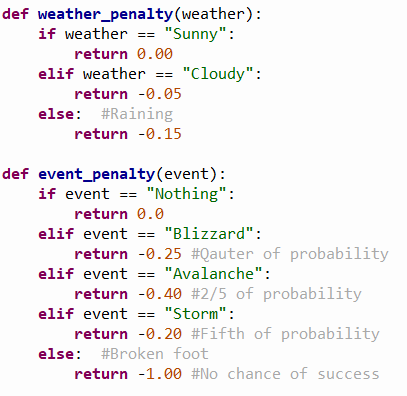 def weather_penalty(weather):
    if weather == "Sunny":
        return 0.00
    elif weather == "Cloudy":
        return -0.05
    else:  #Raining
        return -0.15

def event_penalty(event):
    if event == "Nothing":
        return 0.0
    elif event == "Blizzard":
        return -0.25 #Qauter of probability
    elif event == "Avalanche":
        return -0.40 #2/5 of probability
    elif event == "Storm":
        return -0.20 #Fifth of probability
    else:  #Broken foot
        return -1.00 #No chance of success